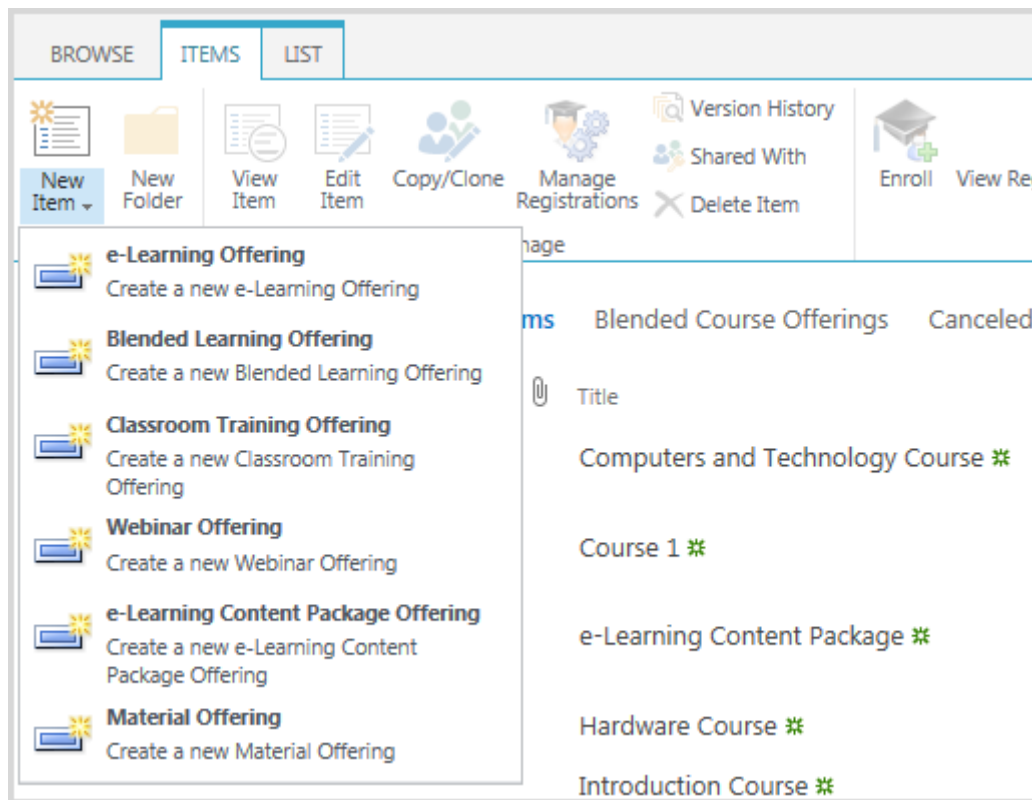 BROWSE ITEMS LIST
New Item
New Folder
View Item
Edit Item
Copy/Clone
Manage Registrations
Version History
Shared With
Delete Item
Enroll
View
e-Learning Offering
Create a new e-Learning Offering
Blended Learning Offering
Create a new Blended Learning Offering
Classroom Training Offering
Create a new Classroom Training
Offering
Webinar Offering
Create a new Webinar Offering
e-Learning Content Package Offering
Create a new e-Learning Content
Package Offering
Material Offering
Create a new Material Offering
Blended Course Offerings Canceled
Title
Computers and Technology Course
Course 1
e-Learning Content Package
Hardware Course
Introduction Course